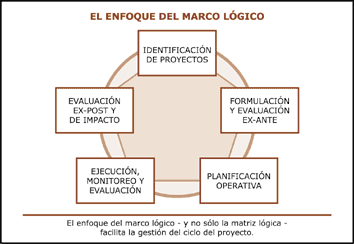 EL ENFOQUE DEL MARCO LÓGICO
IDENTIFICACIÓN
DE PROYECTOS
EVALUACIÓN
EX-POST Y
DE IMPACTO
FORMULACIÓN
Y EVALUACIÓN
EX-ANTE
EJECUCIÓN,
MONITOREO Y
EVALUACIÓN
PLANIFICACIÓN
OPERATIVA
El enfoque del marco lógico - y no sólo la matriz lógica -
facilita la gestión del ciclo del proyecto.